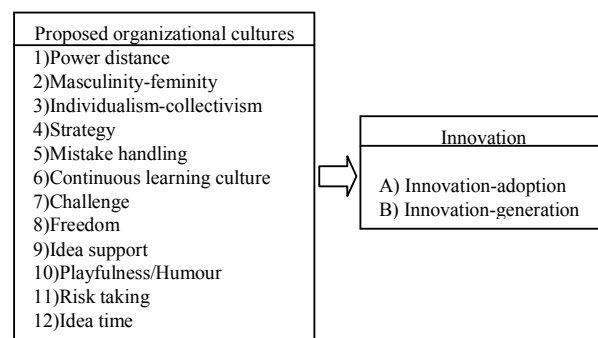 Proposed organizational cultures
1)Power distance
2)Masculinity-feminity
3)Individualism-collectivism
4)Strategy
5)Mistake handling
6)Continuous learning culture
7)Challenge
8)Freedom
9)Idea support
10)Playfulness/Humour
11)Risk taking
12)Idea time
Innovation
A) Innovation-adoption
B) Innovation-generation